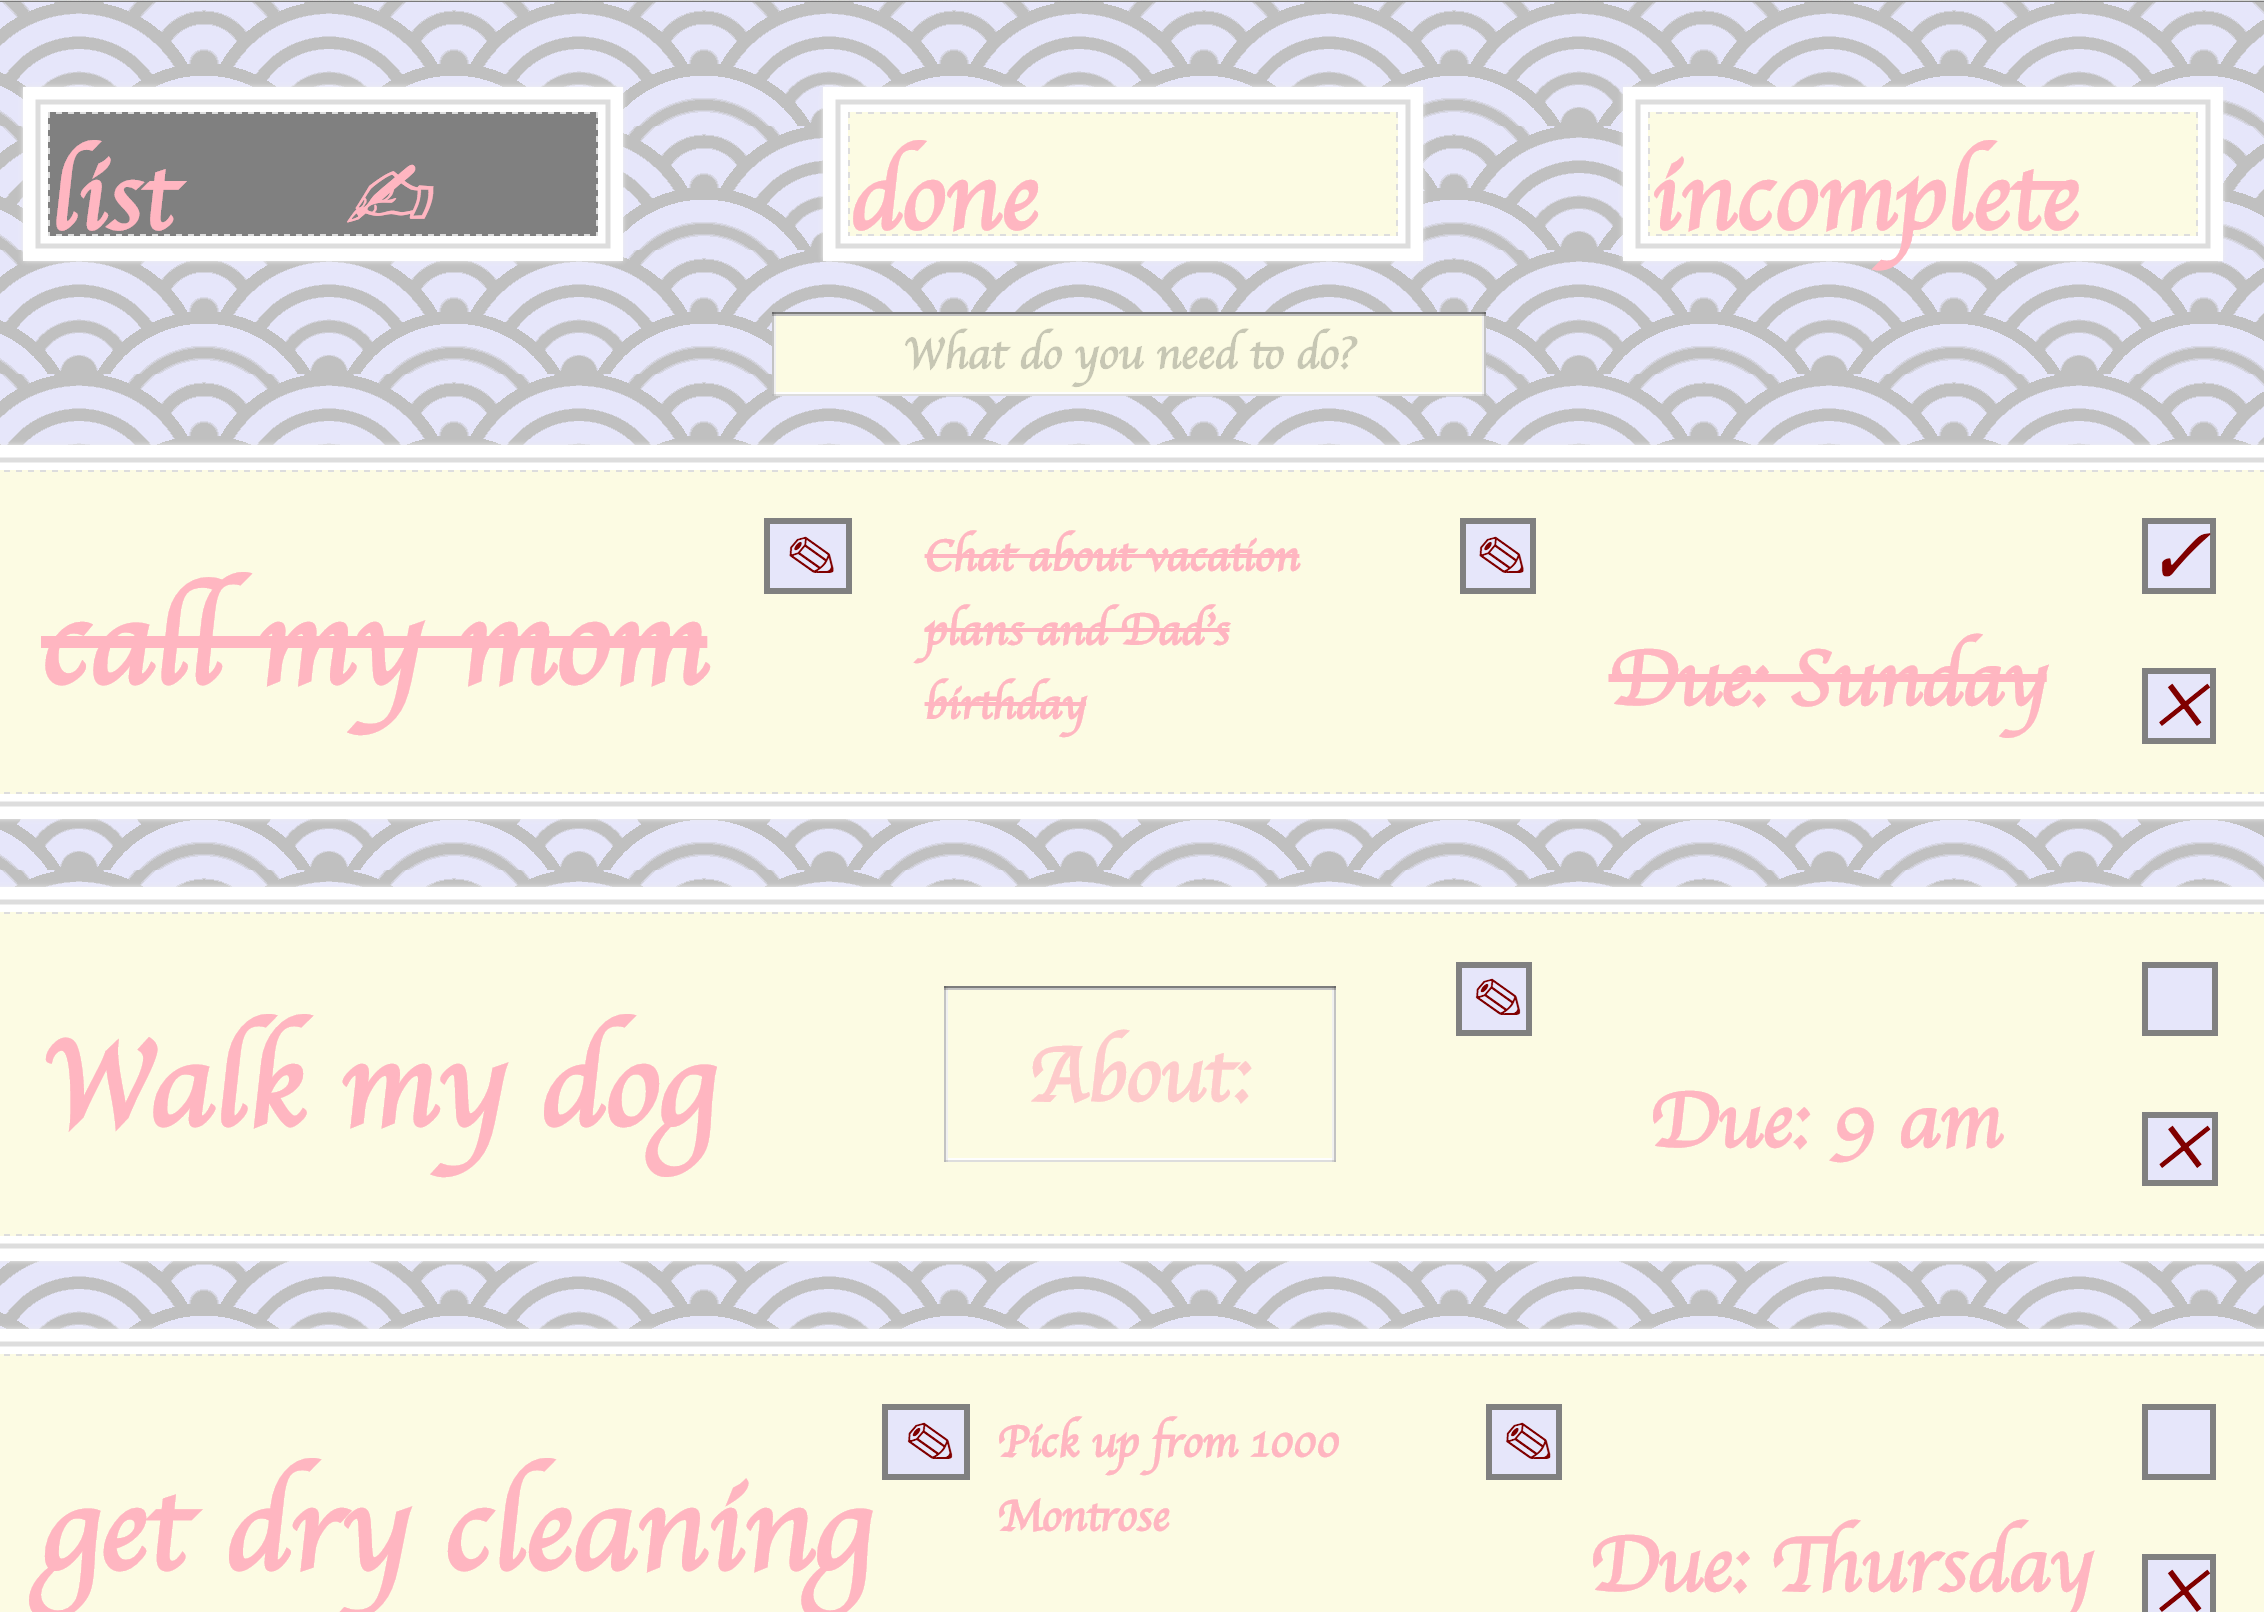 list ✍ done incomplete
What do you need to do?
call my mom
Chat about vacation
plans and Dad's
birthday
Due: Sunday
Walk my dog
About:
Due: 9 am
get dry cleaning
Pick up from 1000
Montrose
Due: Thursday